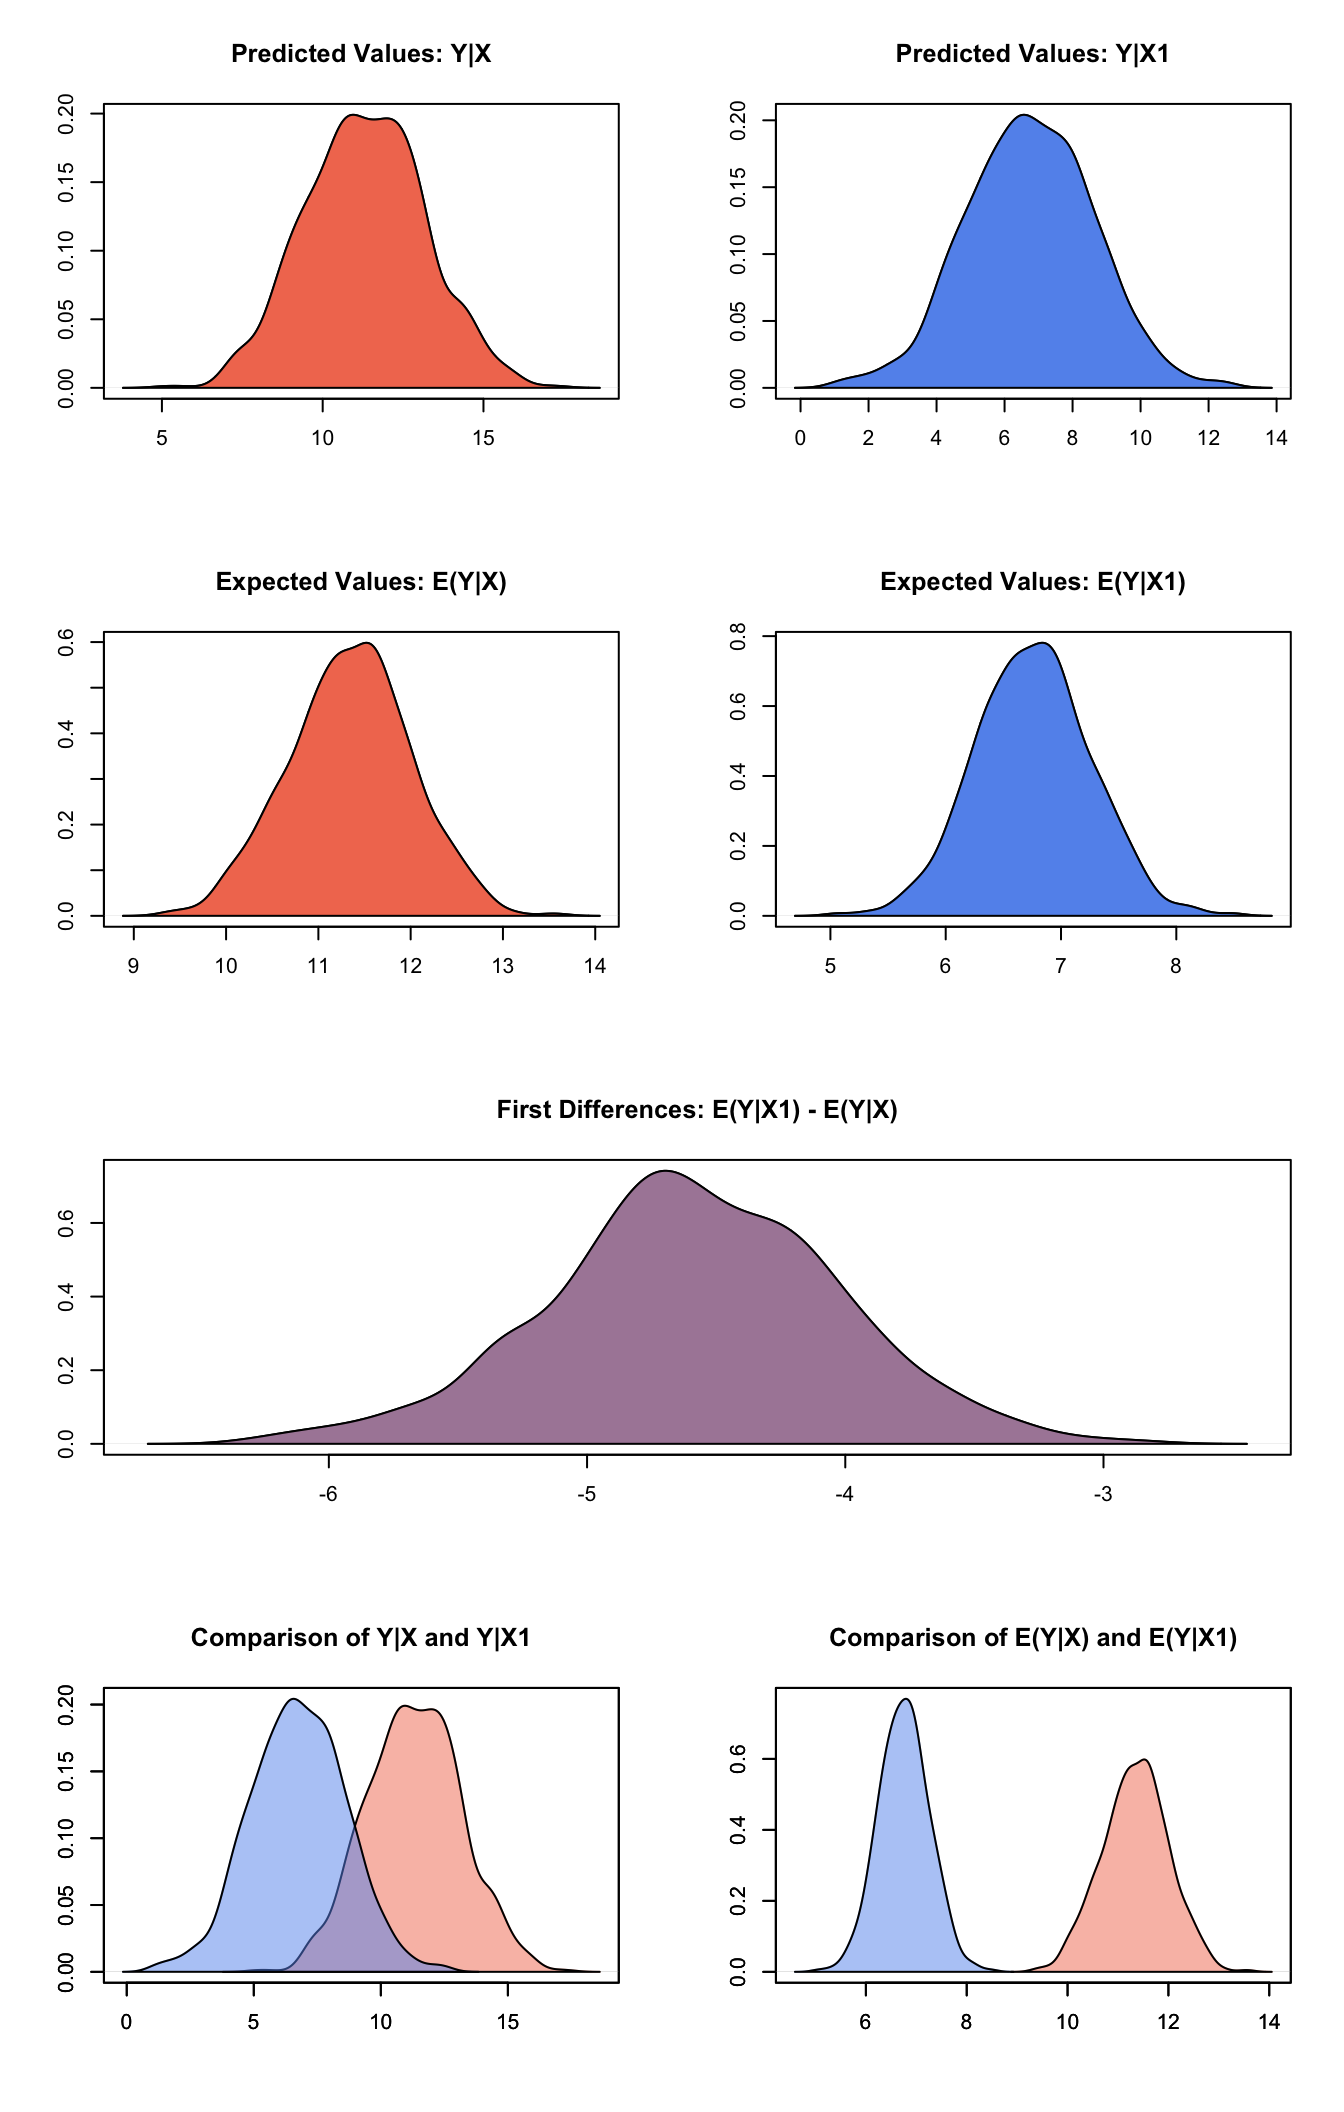 Predicted Values: Y|X
0.00 0.05 0.10 0.15 0.20
5 10 15
Predicted Values: Y|X1
0.00 0.05 0.10 0.15 0.20
0 2 4 6 8 10 12 14
Expected Values: E(Y|X)
0.0 0.2 0.4 0.6
9 10 11 12 13 14
Expected Values: E(Y|X1)
0.0 0.2 0.4 0.6 0.8
5 6 7 8
First Differences: E(Y|X1) - E(Y|X)
0.0 0.2 0.4 0.6
-6 -5 -4 -3
Comparison of Y|X and Y|X1
0.00 0.05 0.10 0.15 0.20
0 5 10 15
Comparison of E(Y|X) and E(Y|X1)
0.0 0.2 0.4 0.6
6 8 10 12 14